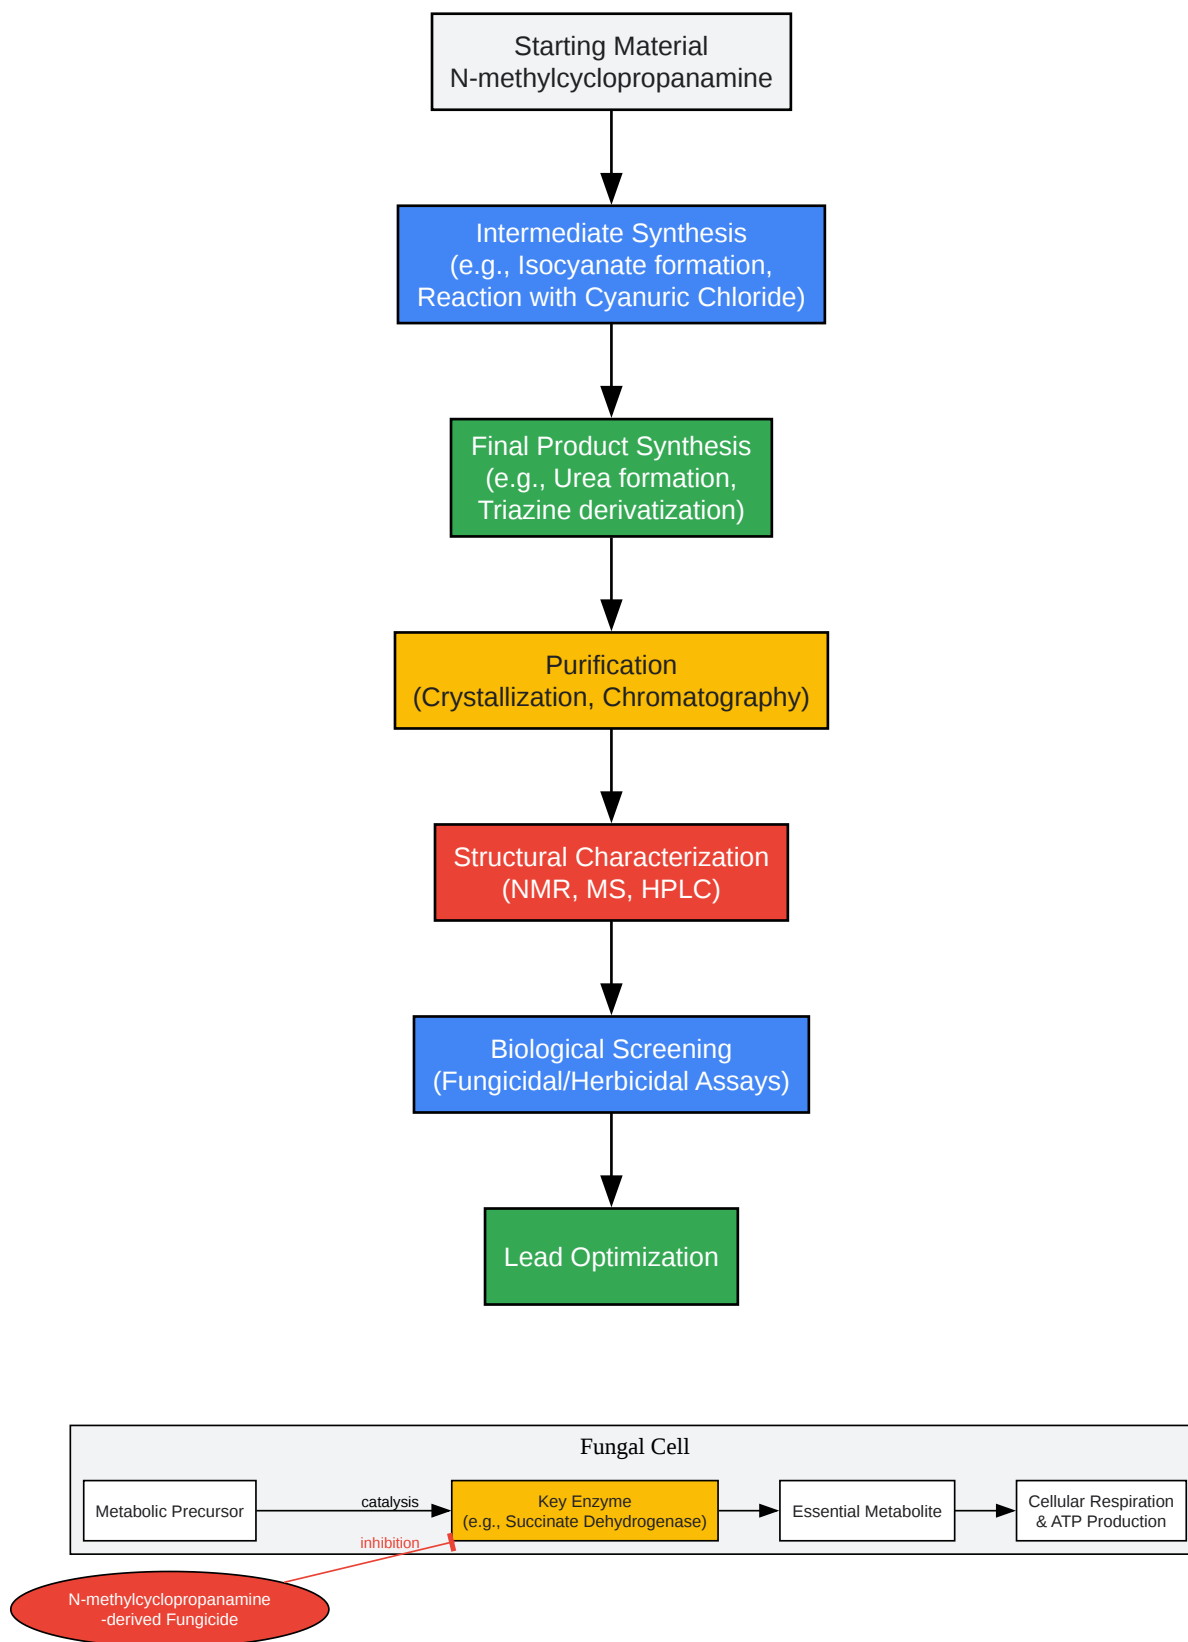 Starting Material
N-methylcyclopropanamine
Intermediate Synthesis
(e.g., Isocyanate formation,
Reaction with Cyanuric Chloride)
Final Product Synthesis
(e.g., Urea formation,
Triazine derivatization)
Purification
(Crystallization, Chromatography)
Structural Characterization
(NMR, MS, HPLC)
Biological Screening
(Fungicidal/Herbicidal Assays)
Lead Optimization
Fungal Cell
Metabolic Precursor
catalysis
Key Enzyme
(e.g., Succinate Dehydrogenase)
Essential Metabolite
Cellular Respiration
& ATP Production
inhibition
N-methylcyclopropanamine
-derived Fungicide